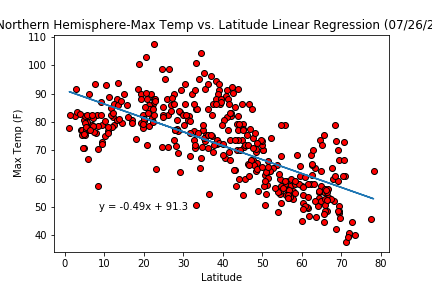 Northern Hemisphere-Max Temp vs. Latitude Linear Regression (07/26/2
110
100
90
80
70
60
50
40
Max Temp (F)
y = -0.49x + 91.3
0 10 20 30 40 50 60 70 80
Latitude